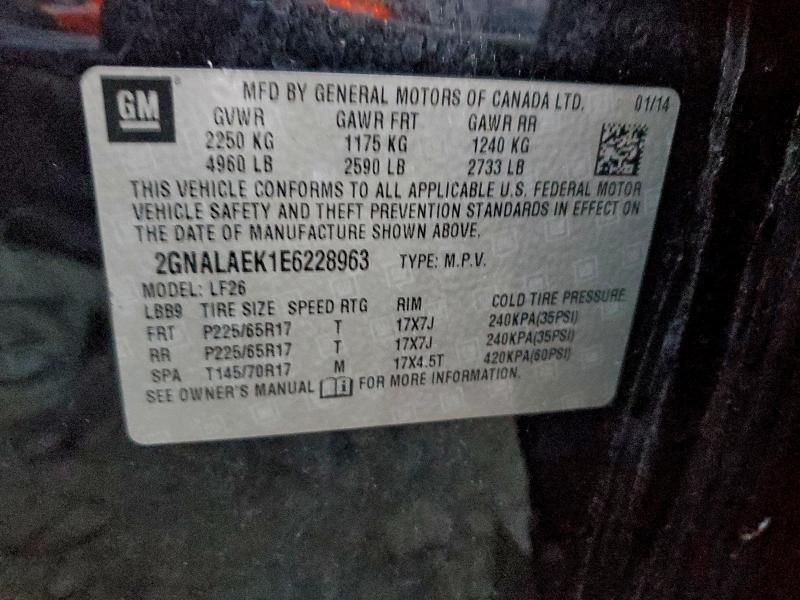 GM MFD BY GENERAL MOTORS OF CANADA LTD. 01/14
GVWR GAWR FRT GAWR RR
2250 KG 1175 KG 1240 KG
4960 LB 2590 LB 2733 LB
THIS VEHICLE CONFORMS TO ALL APPLICABLE U.S. FEDERAL MOTOR
VEHICLE SAFETY AND THEFT PREVENTION STANDARDS IN EFFECT ON
THE DATE OF MANUFACTURE SHOWN ABOVE.
2GNALAEK1E6228963 TYPE: M.P.V.
MODEL: LF26
LBB9 TIRE SIZE SPEED RTG RIM COLD TIRE PRESSURE
FRT P225/65R17 T 17X7J 240KPA(35PSI)
RR P225/65R17 T 17X7J 240KPA(35PSI)
SPA T145/70R17 M 17X4.5T 420KPA(60PSI)
SEE OWNER'S MANUAL FOR MORE INFORMATION.